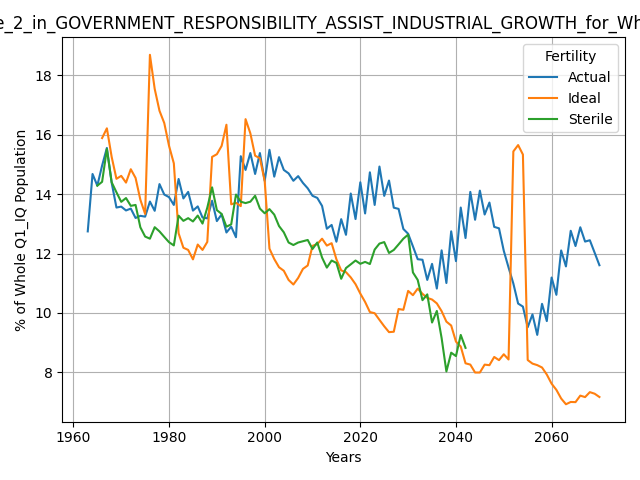 e_2_in_GOVERNMENT_RESPONSIBILITY_ASSIST_INDUSTRIAL_GROWTH_for_Wh
Fertility
Actual
Ideal
Sterile
% of Whole Q1_IQ Population
18
16
14
12
10
8
1960 1980 2000 2020 2040 2060
Years